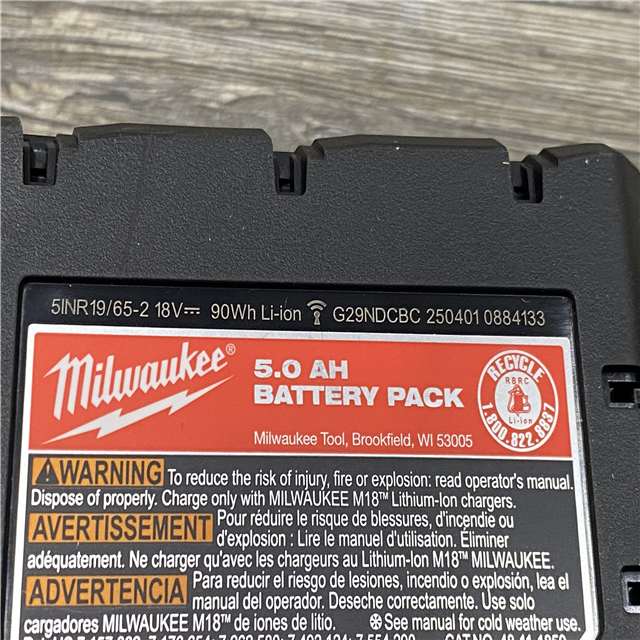 5INR19/65-2 18V⎓ 90Wh Li-ion G29NDCBC 250401 0884133
Milwaukee®
5.0 AH
BATTERY PACK
Milwaukee Tool, Brookfield, WI 53005
RECYCLE
RBRC
Li-ion
1.800.822.8837
WARNING To reduce the risk of injury, fire or explosion: read operator's manual.
Dispose of properly. Charge only with MILWAUKEE M18™ Lithium-Ion chargers.
AVERTISSEMENT Pour réduire le risque de blessures, d'incendie ou
d'explosion : Lire le manuel d'utilisation. Éliminer
adéquatement. Ne charger qu'avec les chargeurs au Lithium-Ion M18™ MILWAUKEE.
ADVERTENCIA Para reducir el riesgo de lesiones, incendio o explosión, lea el
manual del operador. Deseche correctamente. Use solo
cargadores MILWAUKEE M18™ de iones de litio. ❄See manual for cold weather use.